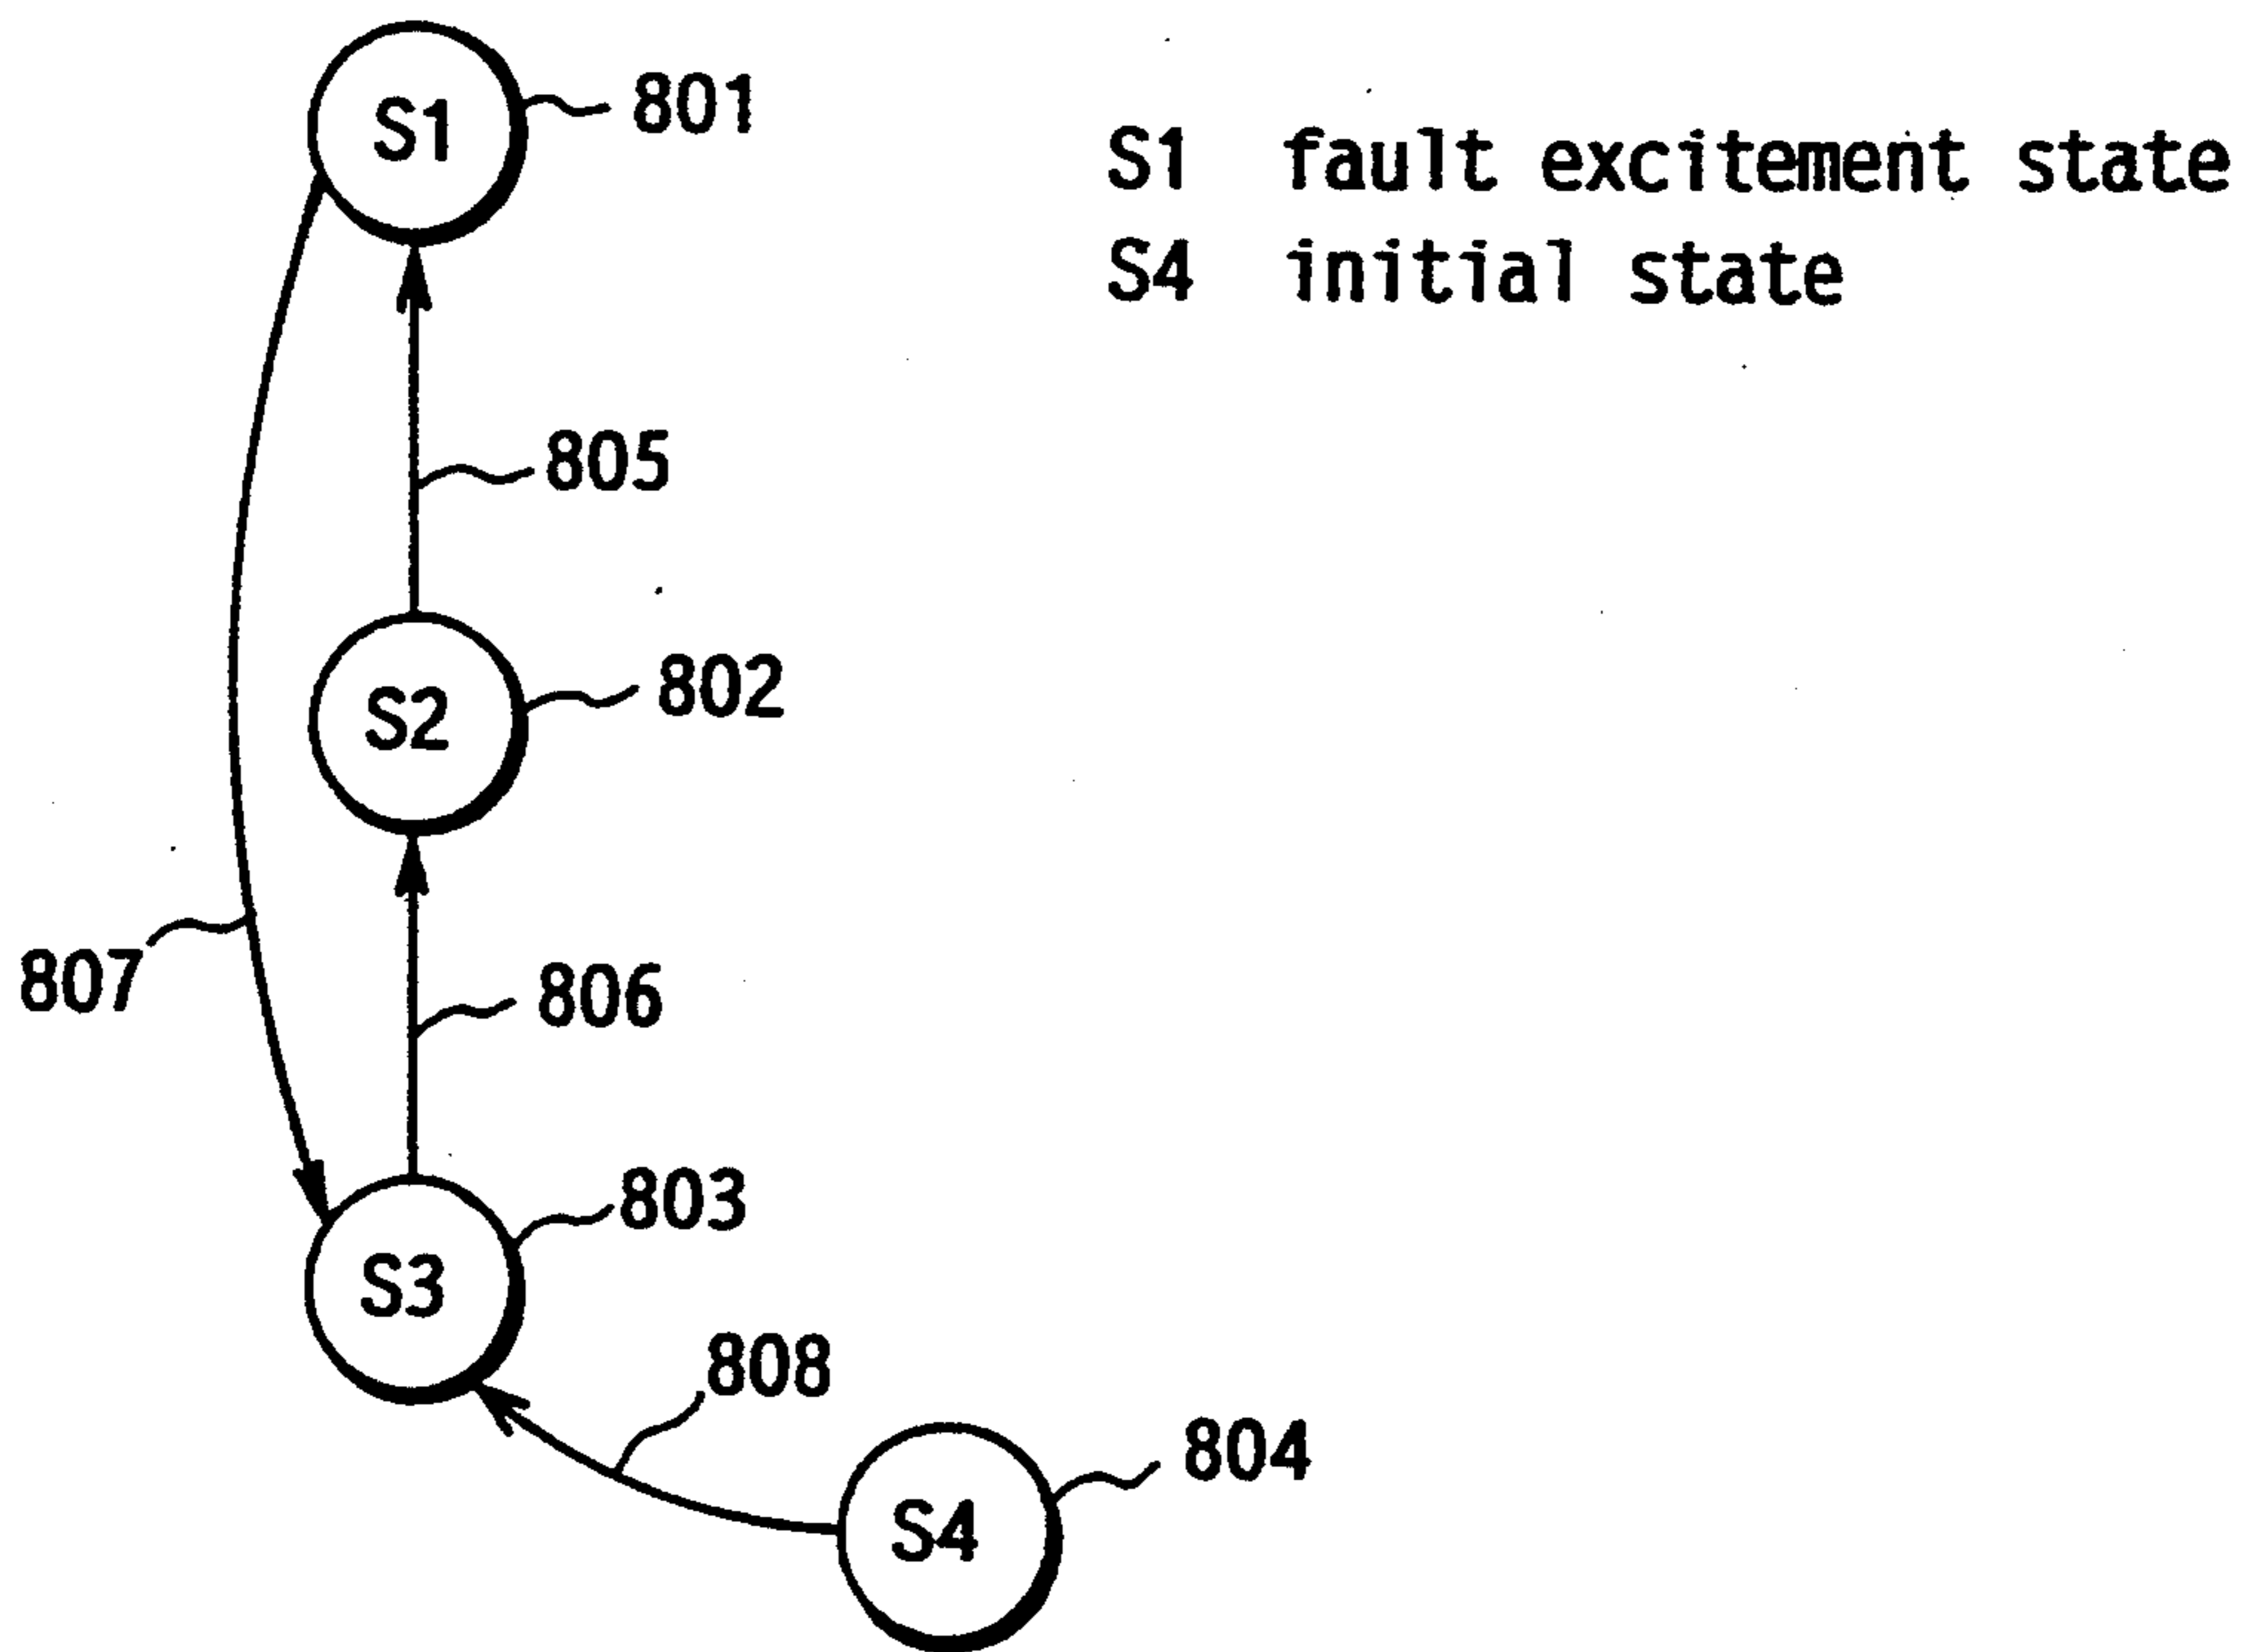 S1
801
S1 fault excitement state
S4 initial state
805
S2
802
807
806
803
S3
808
804
S4